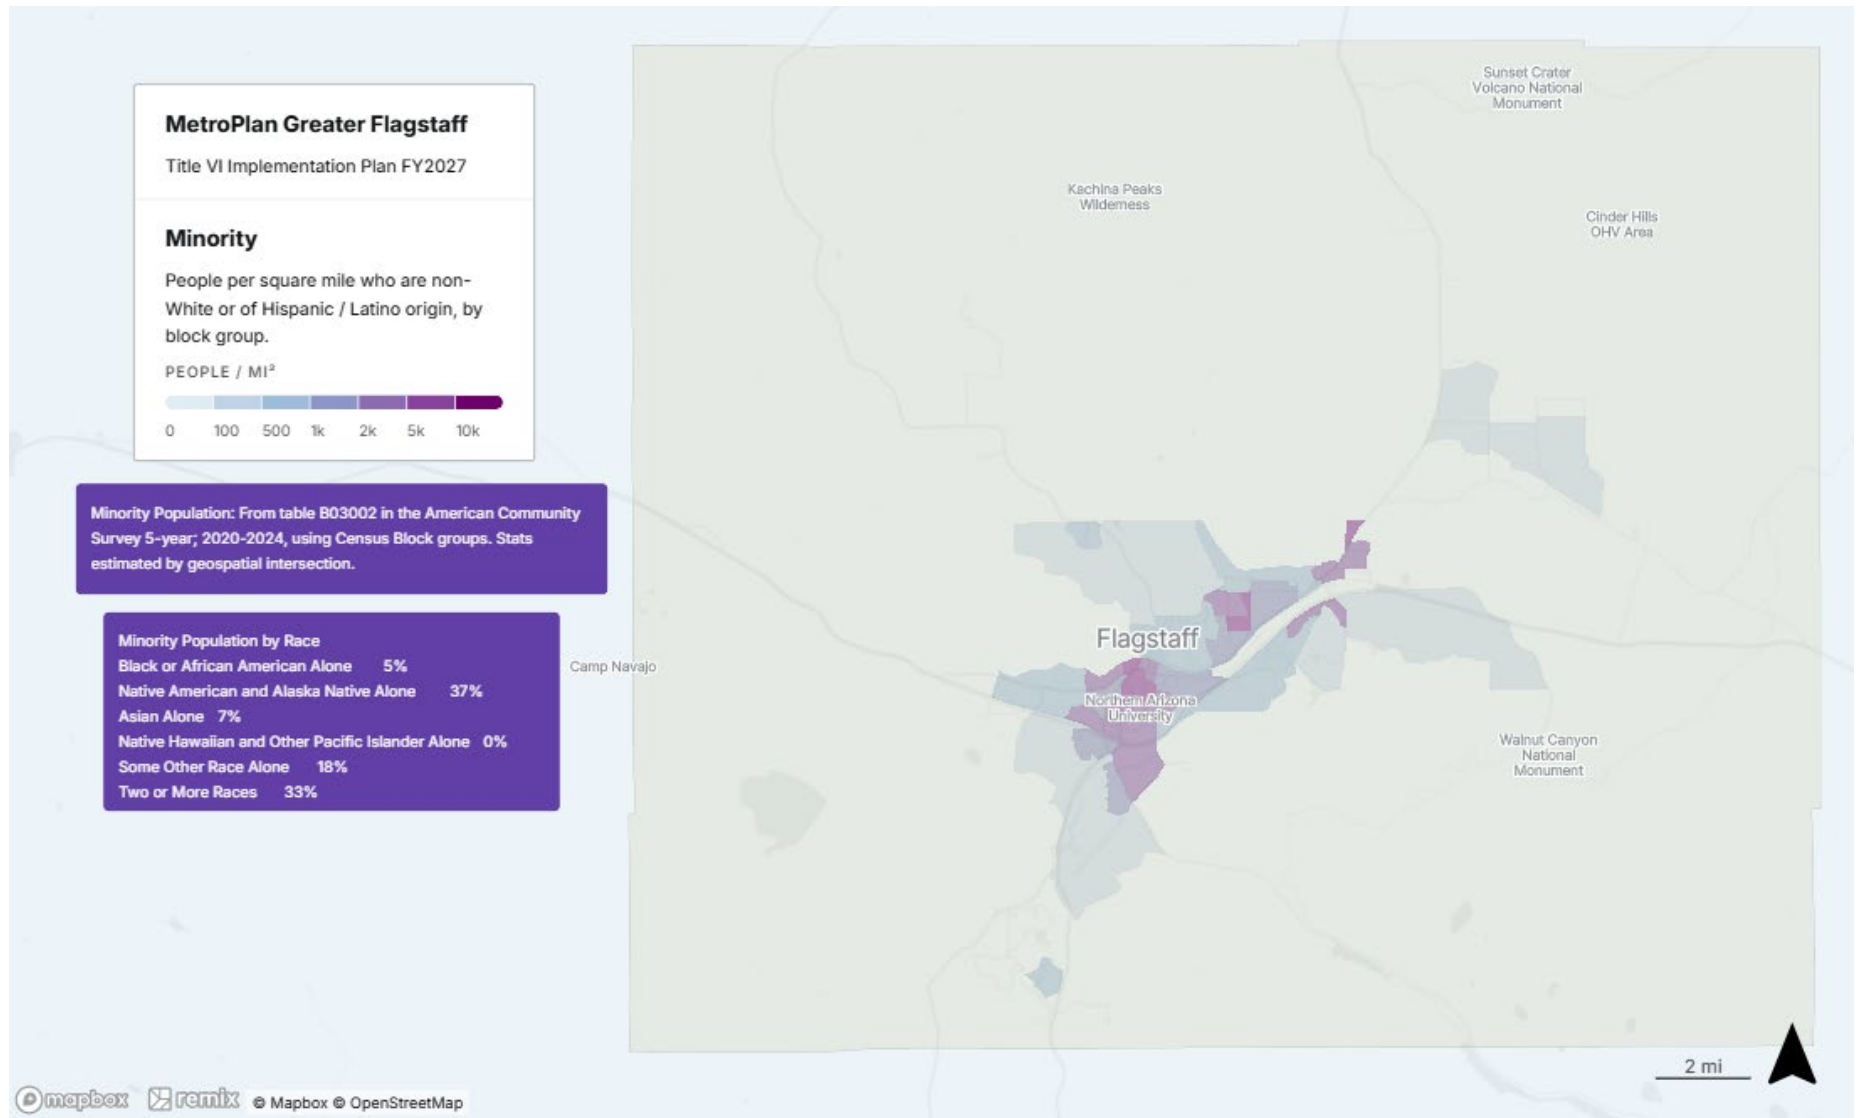 MetroPlan Greater Flagstaff
Title VI Implementation Plan FY2027
Minority
People per square mile who are non-
White or of Hispanic / Latino origin, by
block group.
PEOPLE / MI²
0 100 500 1k 2k 5k 10k
Minority Population: From table B03002 in the American Community
Survey 5-year; 2020-2024, using Census Block groups. Stats
estimated by geospatial intersection.
Minority Population by Race
Black or African American Alone 5%
Native American and Alaska Native Alone 37%
Asian Alone 7%
Native Hawaiian and Other Pacific Islander Alone 0%
Some Other Race Alone 18%
Two or More Races 33%
Sunset Crater
Volcano National
Monument
Kachina Peaks
Wilderness
Cinder Hills
OHV Area
Flagstaff
Camp Navajo
Northern Arizona
University
Walnut Canyon
National
Monument
2 mi
mapbox remix © Mapbox © OpenStreetMap